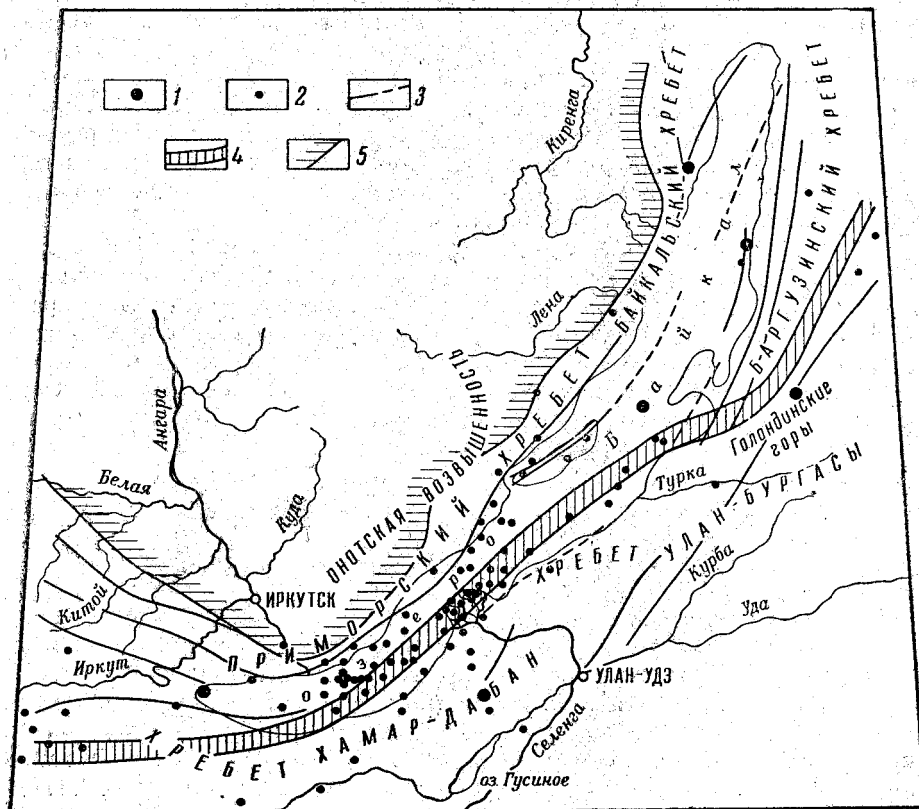 1
2
3
4
5
Киренга
БАЙКАЛЬСКИЙ ХРЕБЕТ
БАРГУЗИНСКИЙ ХРЕБЕТ
Лена
озеро Байкал
Ангара
ОНОТСКАЯ ВОЗВЫШЕННОСТЬ
ПРИМОРСКИЙ ХРЕБЕТ
Голондинские
горы
Белая
Куда
Турка
ХРЕБЕТ УЛАН-БУРГАСЫ
Курба
Китой
ИРКУТСК
Уда
Иркут
УЛАН-УДЭ
ХРЕБЕТ ХАМАР-ДАБАН
Селенга
оз. Гусиное